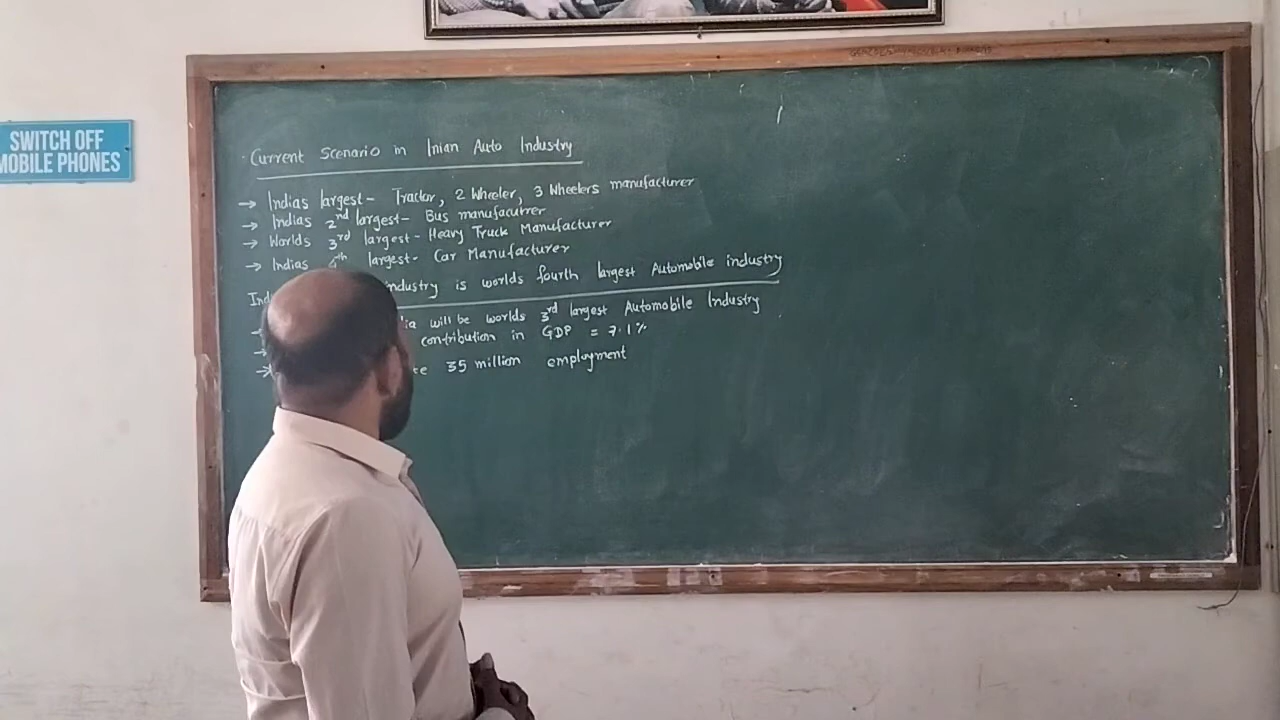 SWITCH OFF
MOBILE PHONES
Current Scenario in Inian Auto Industry
→ Indias largest - Tractor, 2 Wheeler, 3 Wheelers manufacturer
→ Indias 2nd largest - Bus manufacutrer
→ Worlds 3rd largest - Heavy Truck Manufacturer
→ Indias 4th largest - Car Manufacturer
industry is worlds fourth largest Automobile industry
will be worlds 3rd largest Automobile Industry
contribution in GDP = 7.1%
35 million employment